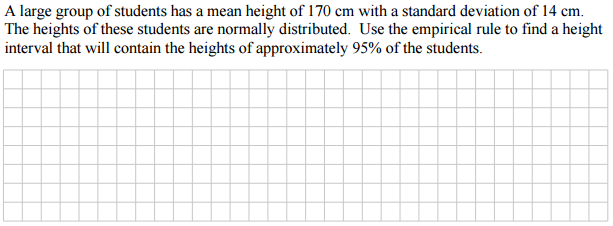 A large group of students has a mean height of 170 cm with a standard deviation of 14 cm.
The heights of these students are normally distributed.  Use the empirical rule to find a height
interval that will contain the heights of approximately 95% of the students.